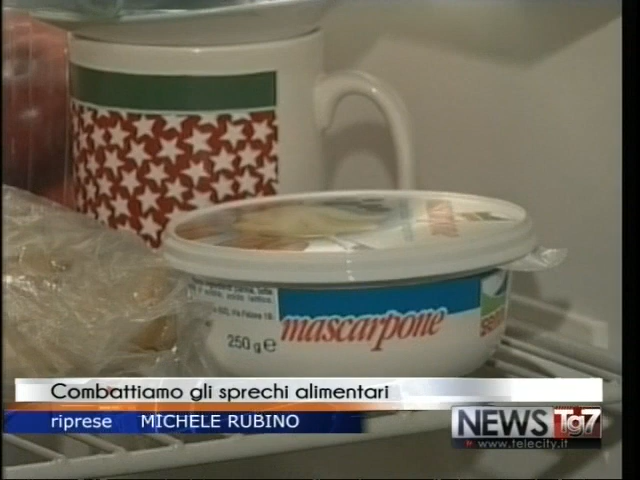 mascarpone
250 g e
Combattiamo gli sprechi alimentari
riprese MICHELE RUBINO
NEWS Tg7
www.telecity.it